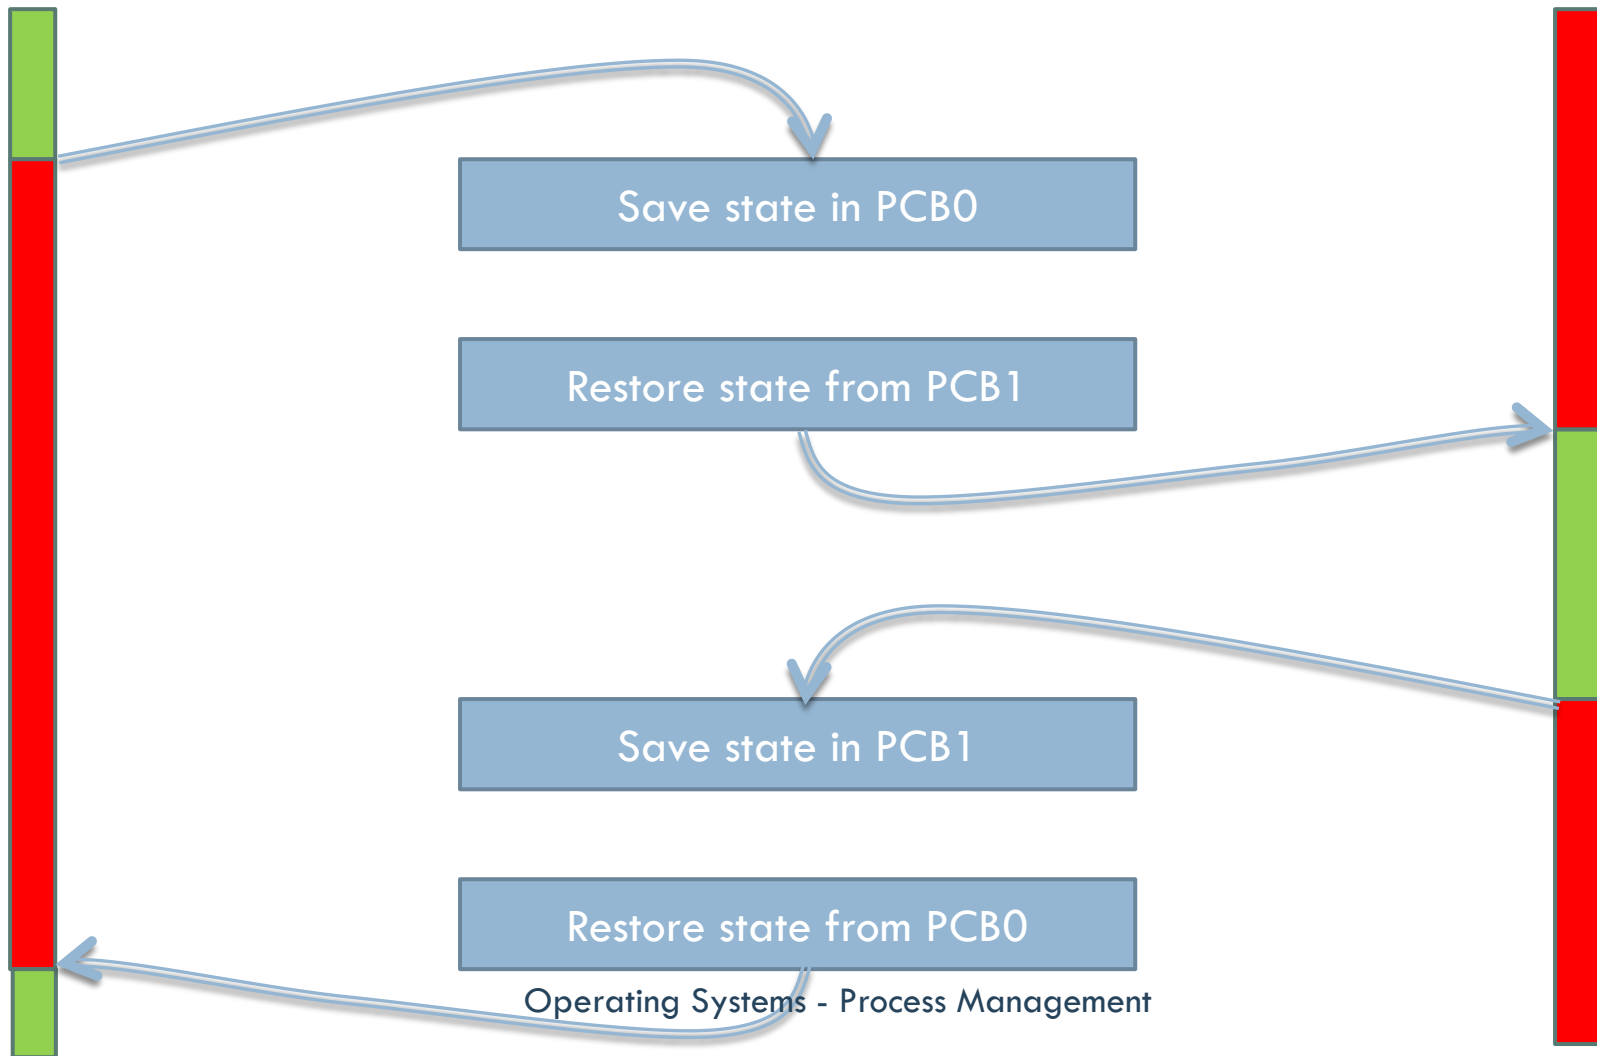 Save state in PCB0
Restore state from PCB1
Save state in PCB1
Restore state from PCB0
Operating Systems - Process Management